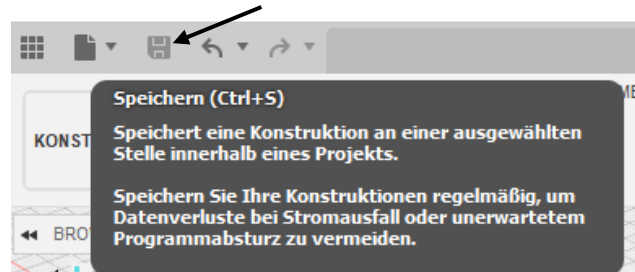 Speichern (Ctrl+S)
ME
KONST
Speichert eine Konstruktion an einer ausgewählten
Stelle innerhalb eines Projekts.
Speichern Sie Ihre Konstruktionen regelmäßig, um
Datenverluste bei Stromausfall oder unerwartetem
BRO
Programmabsturz zu vermeiden.